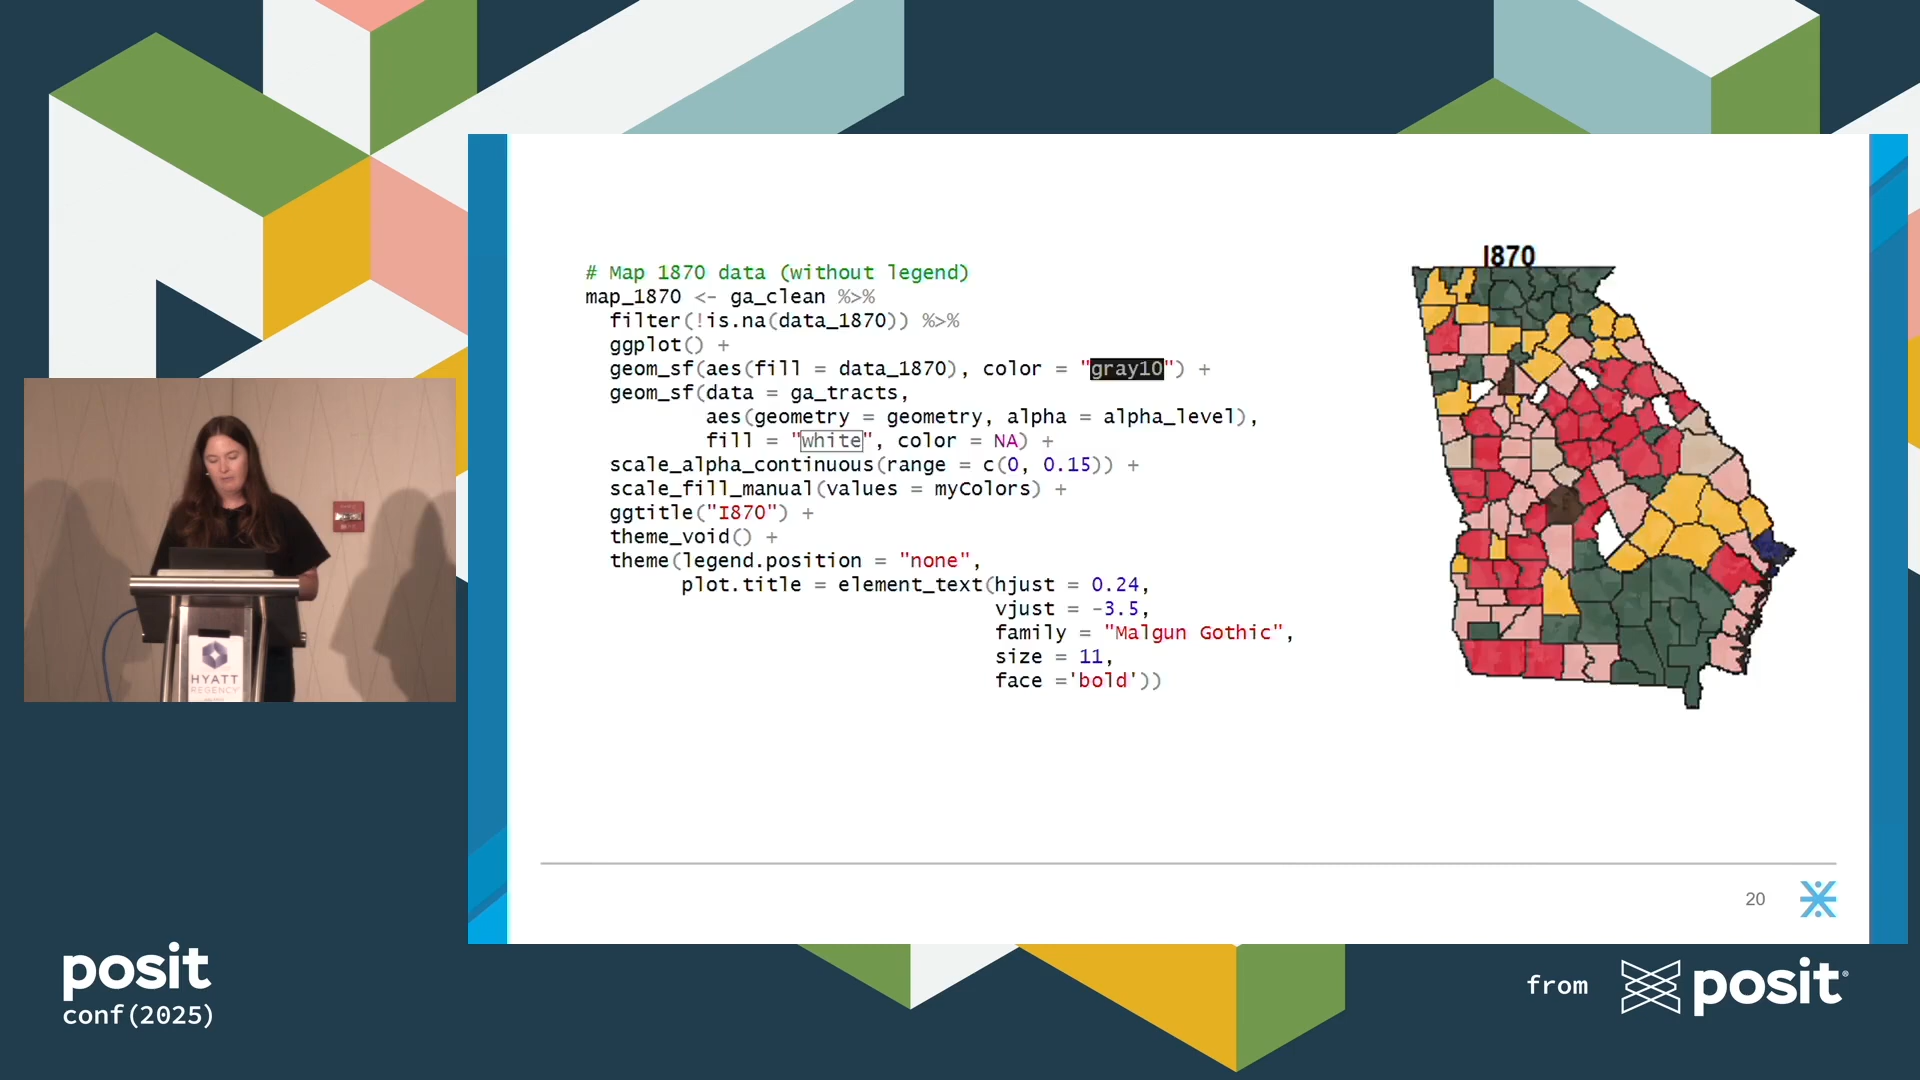 # Map 1870 data (without legend)
map_1870 <- ga_clean %>%
filter(!is.na(data_1870)) %>%
ggplot() +
geom_sf(aes(fill = data_1870), color = "gray10") +
geom_sf(data = ga_tracts,
aes(geometry = geometry, alpha = alpha_level),
fill = "white", color = NA) +
scale_alpha_continuous(range = c(0, 0.15)) +
scale_fill_manual(values = myColors) +
ggtitle("I870") +
theme_void() +
theme(legend.position = "none",
plot.title = element_text(hjust = 0.24,
vjust = -3.5,
family = "Malgun Gothic",
size = 11,
face ='bold'))
I870
20
HYATT
REGENCY
posit
conf(2025)
from posit